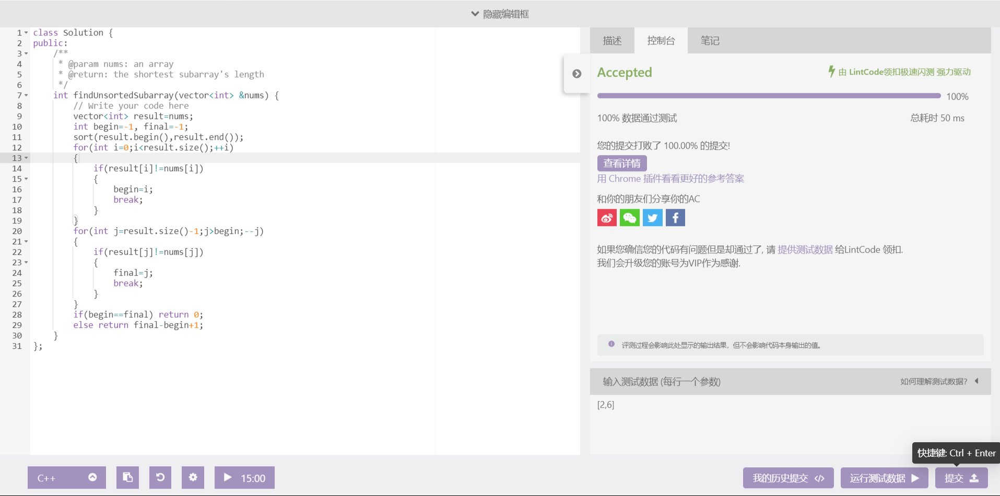 隐藏编辑框
1 class Solution {
2 public:
3     /**
4      * @param nums: an array
5      * @return: the shortest subarray's length
6      */
7     int findUnsortedSubarray(vector<int> &nums) {
8         // Write your code here
9         vector<int> result=nums;
10         int begin=-1, final=-1;
11         sort(result.begin(),result.end());
12         for(int i=0;i<result.size();++i)
13         {
14             if(result[i]!=nums[i])
15             {
16                 begin=i;
17                 break;
18             }
19         }
20         for(int j=result.size()-1;j>begin;--j)
21         {
22             if(result[j]!=nums[j])
23             {
24                 final=j;
25                 break;
26             }
27         }
28         if(begin==final) return 0;
29         else return final-begin+1;
30     }
31 };
描述 控制台 笔记
Accepted 由 LintCode领扣极速闪测 强力驱动
100%
100% 数据通过测试 总耗时 50 ms
您的提交打败了 100.00% 的提交!
查看详情
用 Chrome 插件看看更好的参考答案
和你的朋友们分享你的AC
如果您确信您的代码有问题但是却通过了, 请 提供测试数据 给LintCode 领扣.
我们会升级您的账号为VIP作为感谢.
评测过程会影响此处显示的输出结果，但不会影响代码本身输出的值。
输入测试数据 (每行一个参数) 如何理解测试数据?
[2,6]
快捷键: Ctrl + Enter
C++ 15:00 我的历史提交 运行测试数据 提交